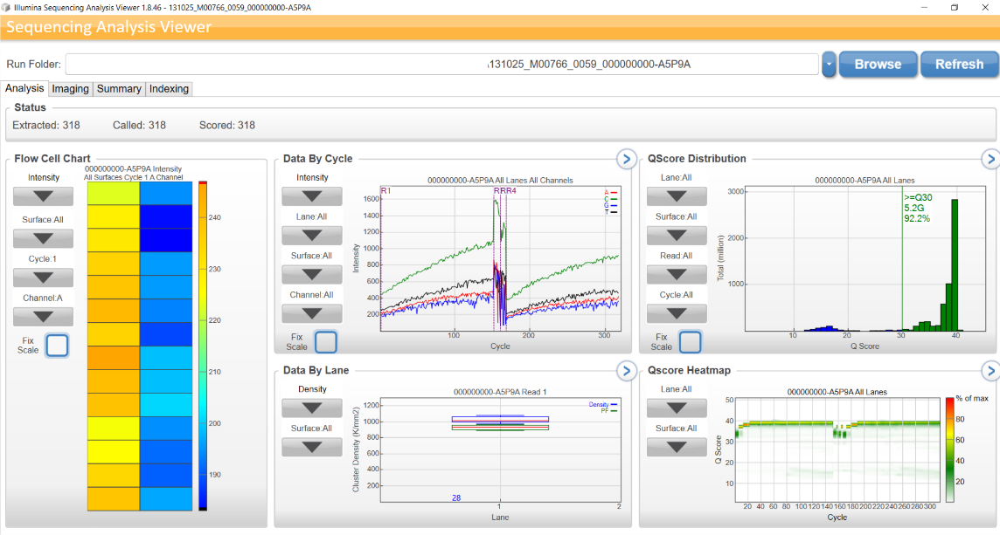 Illumina Sequencing Analysis Viewer 1.8.46 - 131025_M00766_0059_000000000-A5P9A
Sequencing Analysis Viewer
Run Folder:
131025_M00766_0059_000000000-A5P9A
Browse
Refresh
Analysis
Imaging
Summary
Indexing
Status
Extracted: 318
Called: 318
Scored: 318
Flow Cell Chart
Intensity
Surface:All
Cycle:1
Channel:A
Fix
Scale
000000000-A5P9A Intensity
All Surfaces Cycle 1 A Channel
240
230
220
210
200
190
Data By Cycle
Intensity
Lane:All
Surface:All
Channel:All
Fix
Scale
000000000-A5P9A All Lanes All Channels
R1
RRR4
A
C
G
T
Intensity
1600
1400
1200
1000
800
600
400
200
100
200
300
Cycle
QScore Distribution
Lane:All
Surface:All
Read:All
Cycle:All
Fix
Scale
000000000-A5P9A All Lanes
>=Q30
5.2G
92.2%
Total (million)
3000
2000
1000
10
20
30
40
Q Score
Data By Lane
Density
Surface:All
000000000-A5P9A Read 1
Density
PF
Cluster Density (K/mm2)
1200
1000
800
600
400
200
28
1
2
Lane
Qscore Heatmap
Lane:All
Surface:All
000000000-A5P9A All Lanes
% of max
Q Score
50
40
30
20
10
80
60
40
20
20 40 60 80 100 120 140 160 180 200 220 240 260 280 300
Cycle